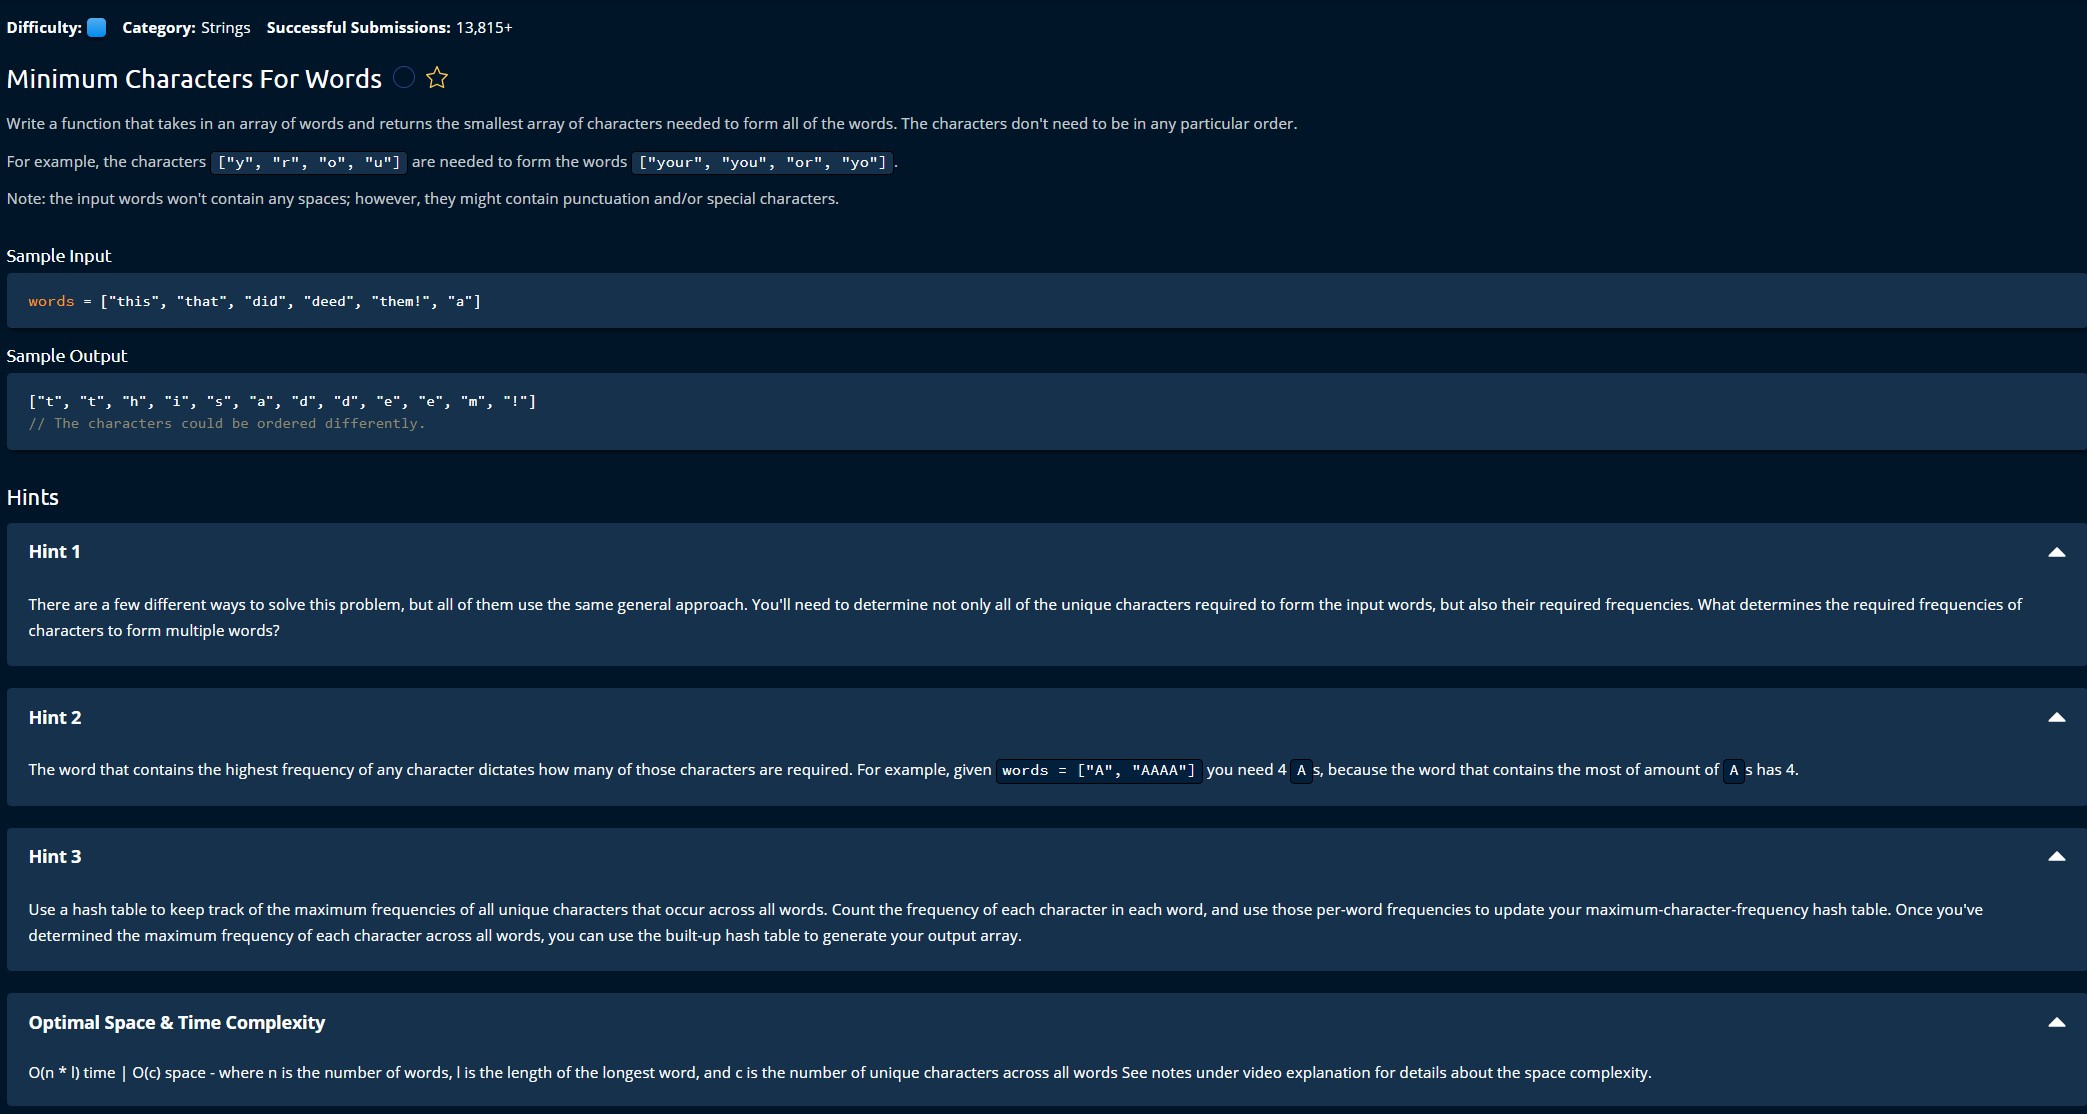 Difficulty: Category: Strings Successful Submissions: 13,815+
Minimum Characters For Words
Write a function that takes in an array of words and returns the smallest array of characters needed to form all of the words. The characters don't need to be in any particular order.
For example, the characters ["y", "r", "o", "u"] are needed to form the words ["your", "you", "or", "yo"].
Note: the input words won't contain any spaces; however, they might contain punctuation and/or special characters.
Sample Input
words = ["this", "that", "did", "deed", "them!", "a"]
Sample Output
["t", "t", "h", "i", "s", "a", "d", "d", "e", "e", "m", "!"]
// The characters could be ordered differently.
Hints
Hint 1
There are a few different ways to solve this problem, but all of them use the same general approach. You'll need to determine not only all of the unique characters required to form the input words, but also their required frequencies. What determines the required frequencies of
characters to form multiple words?
Hint 2
The word that contains the highest frequency of any character dictates how many of those characters are required. For example, given words = ["A", "AAAA"] you need 4 A s, because the word that contains the most of amount of A s has 4.
Hint 3
Use a hash table to keep track of the maximum frequencies of all unique characters that occur across all words. Count the frequency of each character in each word, and use those per-word frequencies to update your maximum-character-frequency hash table. Once you've
determined the maximum frequency of each character across all words, you can use the built-up hash table to generate your output array.
Optimal Space & Time Complexity
O(n * l) time | O(c) space - where n is the number of words, l is the length of the longest word, and c is the number of unique characters across all words See notes under video explanation for details about the space complexity.